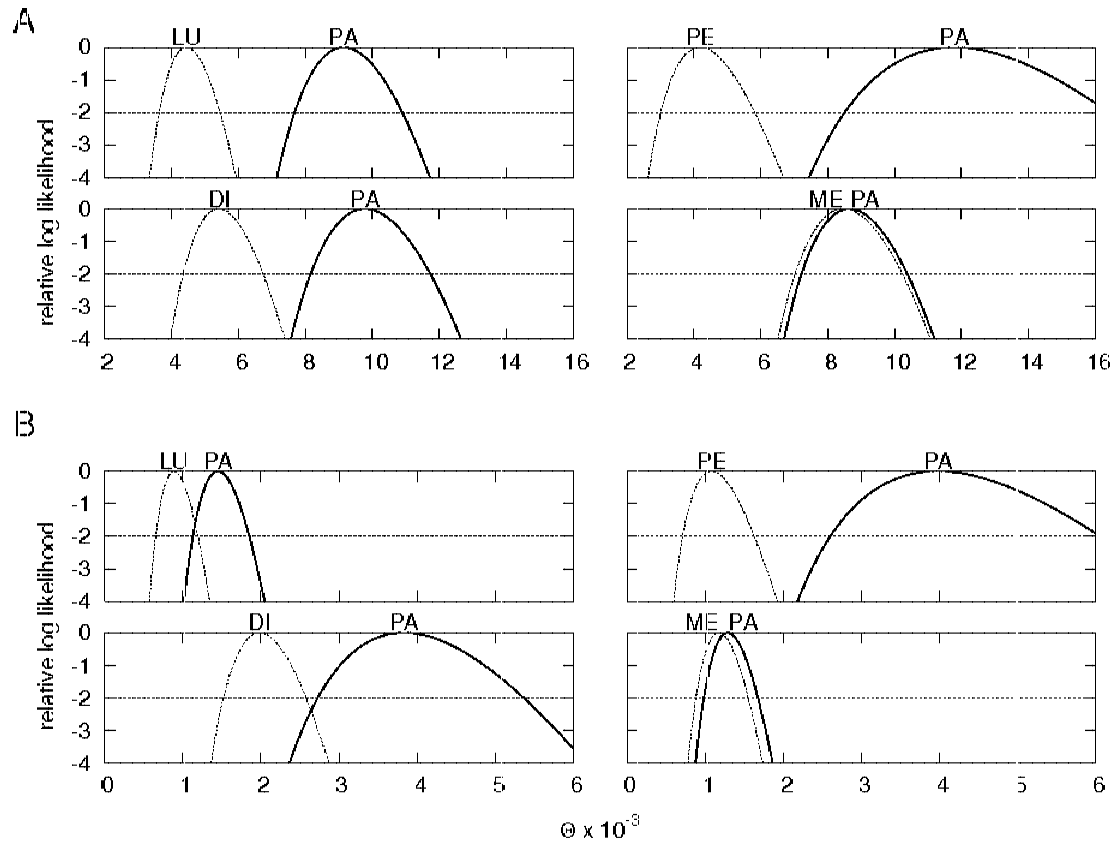 A
LU PA
PE PA
0
-1
-2
-3
-4
DI PA
ME PA
0
-1
-2
-3
-4
relative log likelihood
2 4 6 8 10 12 14 16
2 4 6 8 10 12 14 16
B
LU PA
PE PA
0
-1
-2
-3
-4
DI PA
ME PA
0
-1
-2
-3
-4
relative log likelihood
0 1 2 3 4 5 6
0 1 2 3 4 5 6
Θ x 10⁻³